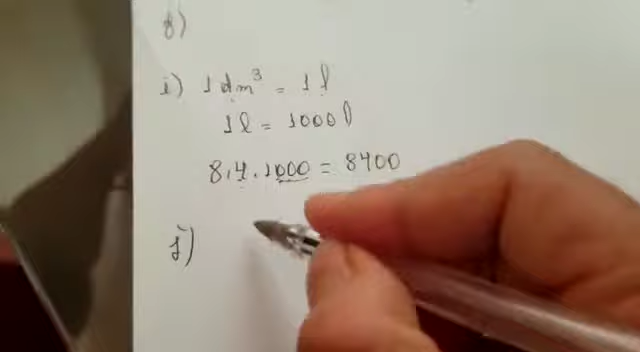 g)
i) 1 dm³ = 1 l
1 l = 1000 l
8,4 . 1000 = 8400
j)